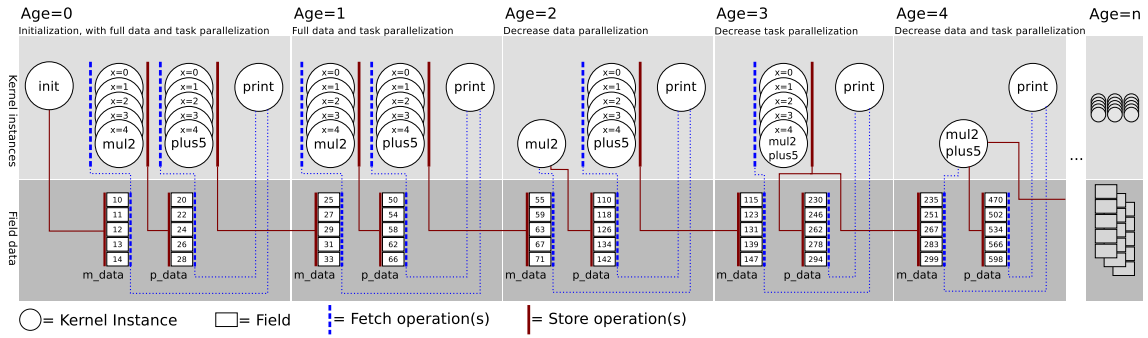 Age=0
Age=1
Age=2
Age=3
Age=4
Age=n
Initialization, with full data and task parallelization
Full data and task parallelization
Decrease data parallelization
Decrease task parallelization
Decrease data and task parallelization
Kernel instances
init
x=0
x=1
x=2
x=3
x=4
mul2
x=0
x=1
x=2
x=3
x=4
plus5
print
x=0
x=1
x=2
x=3
x=4
mul2
x=0
x=1
x=2
x=3
x=4
plus5
print
mul2
x=0
x=1
x=2
x=3
x=4
plus5
print
x=0
x=1
x=2
x=3
x=4
mul2
plus5
print
mul2
plus5
print
...
Field data
10
11
12
13
14
m_data
20
22
24
26
28
p_data
25
27
29
31
33
m_data
50
54
58
62
66
p_data
55
59
63
67
71
m_data
110
118
126
134
142
p_data
115
123
131
139
147
m_data
230
246
262
278
294
p_data
235
251
267
283
299
m_data
470
502
534
566
598
p_data
= Kernel Instance
= Field
= Fetch operation(s)
= Store operation(s)